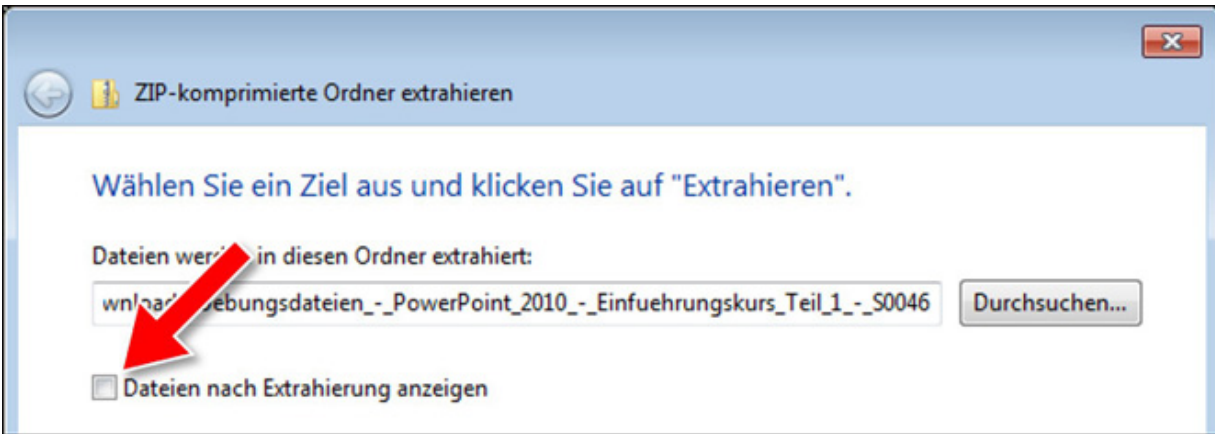 ZIP-komprimierte Ordner extrahieren
Wählen Sie ein Ziel aus und klicken Sie auf "Extrahieren".
Dateien in diesen Ordner extrahiert:
ebungsdateien_-_PowerPoint_2010_-_Einfuehrungskurs_Teil_1_-_S0046
Durchsuchen...
Dateien nach Extrahierung anzeigen